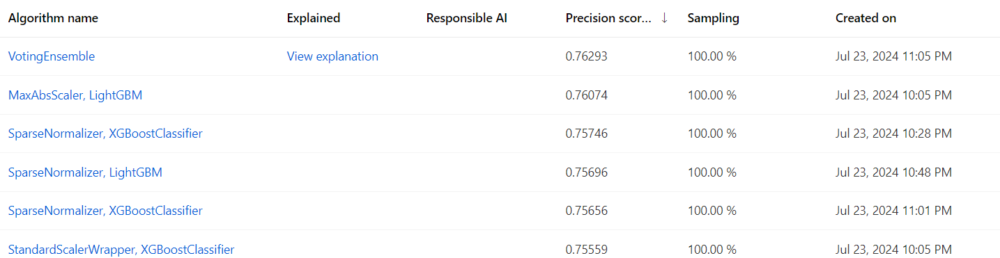 Algorithm name Explained Responsible AI Precision scor... ↓ Sampling Created on
VotingEnsemble View explanation 0.76293 100.00 % Jul 23, 2024 11:05 PM
MaxAbsScaler, LightGBM 0.76074 100.00 % Jul 23, 2024 10:05 PM
SparseNormalizer, XGBoostClassifier 0.75746 100.00 % Jul 23, 2024 10:28 PM
SparseNormalizer, LightGBM 0.75696 100.00 % Jul 23, 2024 10:48 PM
SparseNormalizer, XGBoostClassifier 0.75656 100.00 % Jul 23, 2024 11:01 PM
StandardScalerWrapper, XGBoostClassifier 0.75559 100.00 % Jul 23, 2024 10:05 PM